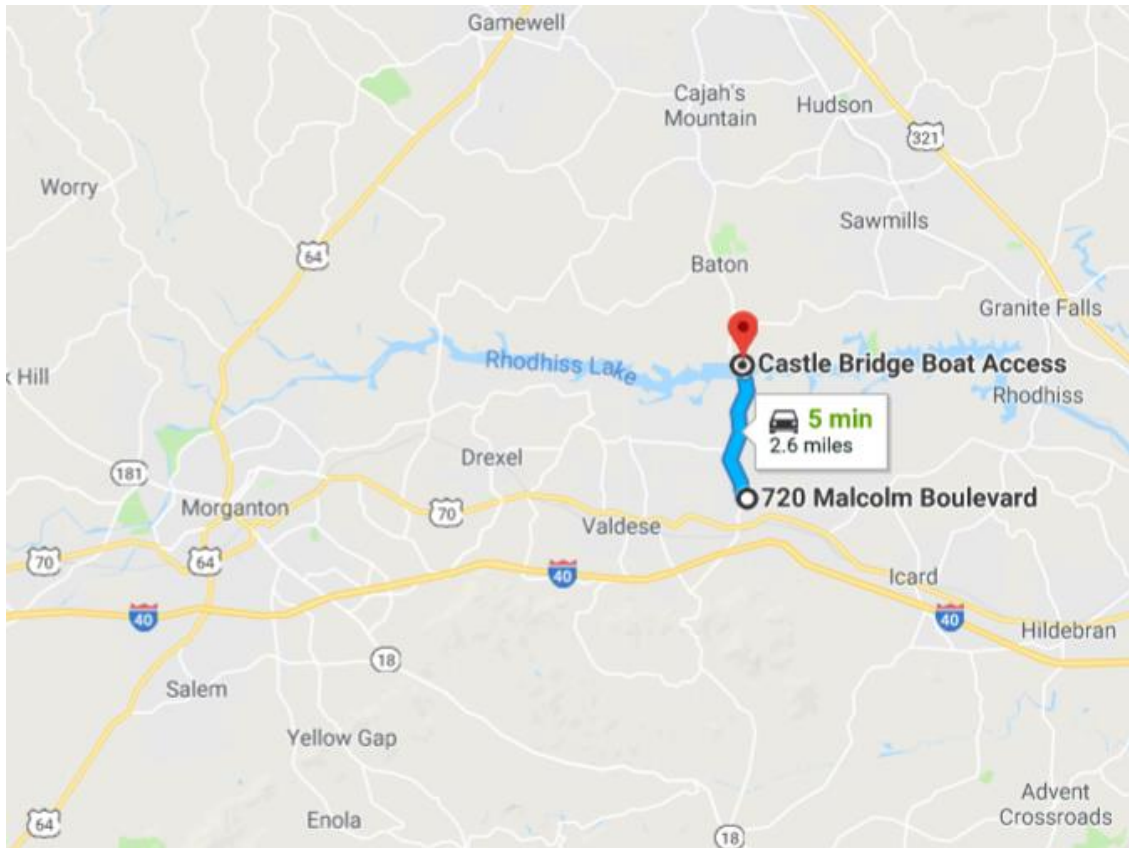 Gamewell
Cajah's
Mountain
Hudson
321
Worry
Sawmills
64
Baton
Granite Falls
Rhodhiss Lake
Castle Bridge Boat Access
k Hill
Rhodhiss
5 min
2.6 miles
Drexel
181
720 Malcolm Boulevard
Morganton
70
Valdese
70
64
40
Icard
40
40
Hildebran
18
Salem
Yellow Gap
Advent
Crossroads
64
Enola
18